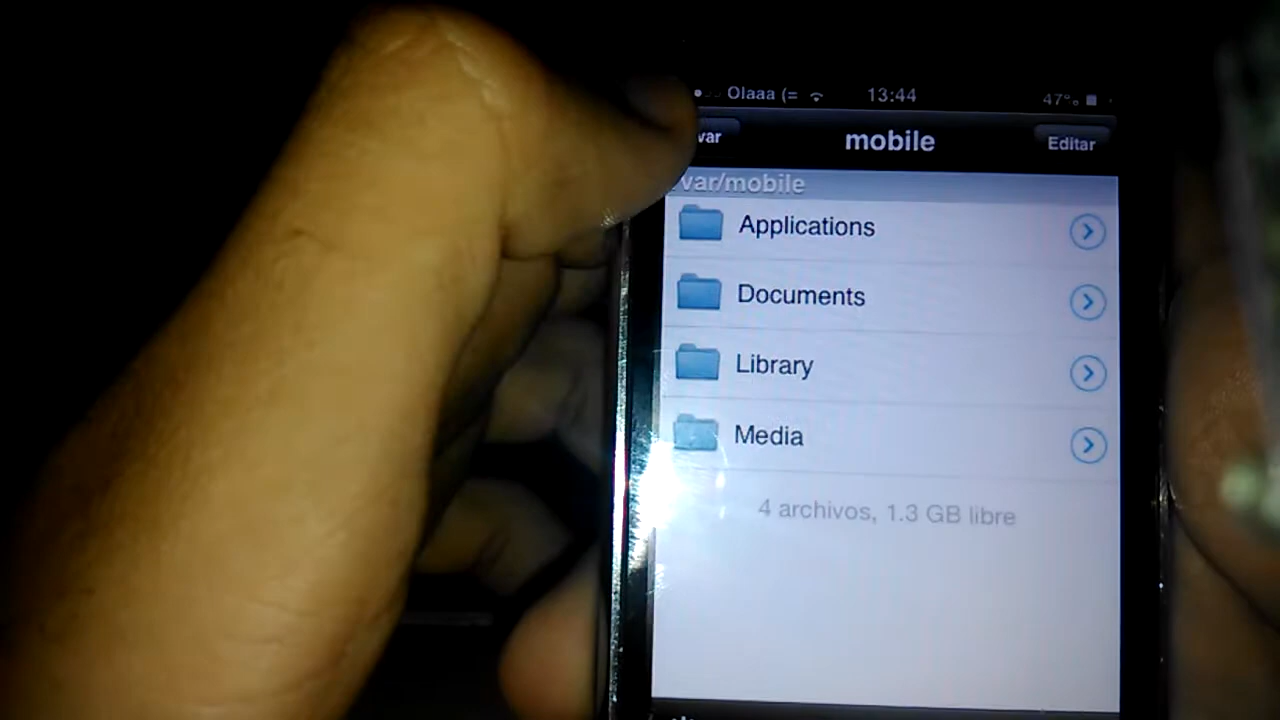 Olaaa (= 13:44 47°
var mobile Editar
var/mobile
Applications
Documents
Library
Media
4 archivos, 1.3 GB libre